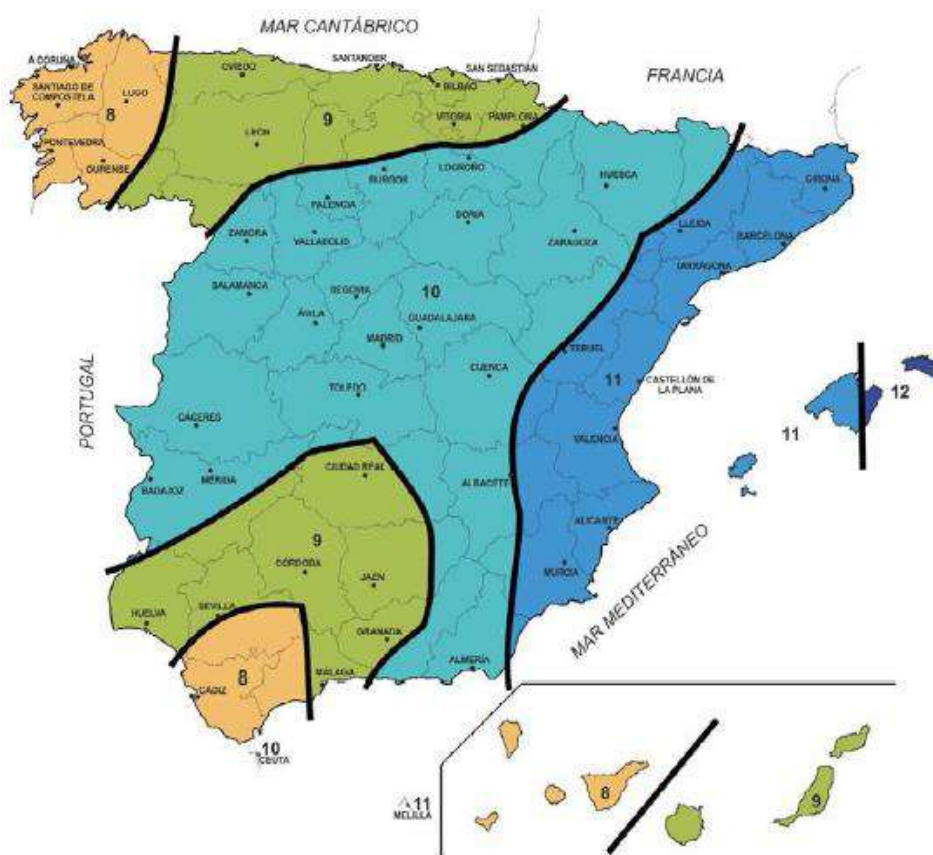 MAR CANTÁBRICO
A CORUÑA
OVIEDO
SANTANDER
SAN SEBASTIÁN
FRANCIA
BILBAO
SANTIAGO DE
COMPOSTELA
LUGO
8
9
VITORIA
PAMPLONA
LEÓN
PONTEVEDRA
OURENSE
LOGROÑO
BURGOS
HUESCA
GIRONA
PALENCIA
SORIA
LLEIDA
ZAMORA
VALLADOLID
ZARAGOZA
BARCELONA
TARRAGONA
SALAMANCA
SEGOVIA
10
ÁVILA
GUADALAJARA
MADRID
TERUEL
PORTUGAL
CUENCA
11
CASTELLÓN DE
LA PLANA
12
TOLEDO
CÁCERES
11
VALENCIA
CIUDAD REAL
BADAJOZ
MÉRIDA
ALBACETE
ALICANTE
9
CÓRDOBA
MURCIA
JAÉN
MAR MEDITERRÁNEO
HUELVA
SEVILLA
GRANADA
ALMERÍA
MÁLAGA
8
CÁDIZ
10
CEUTA
11
MELILLA
8
9